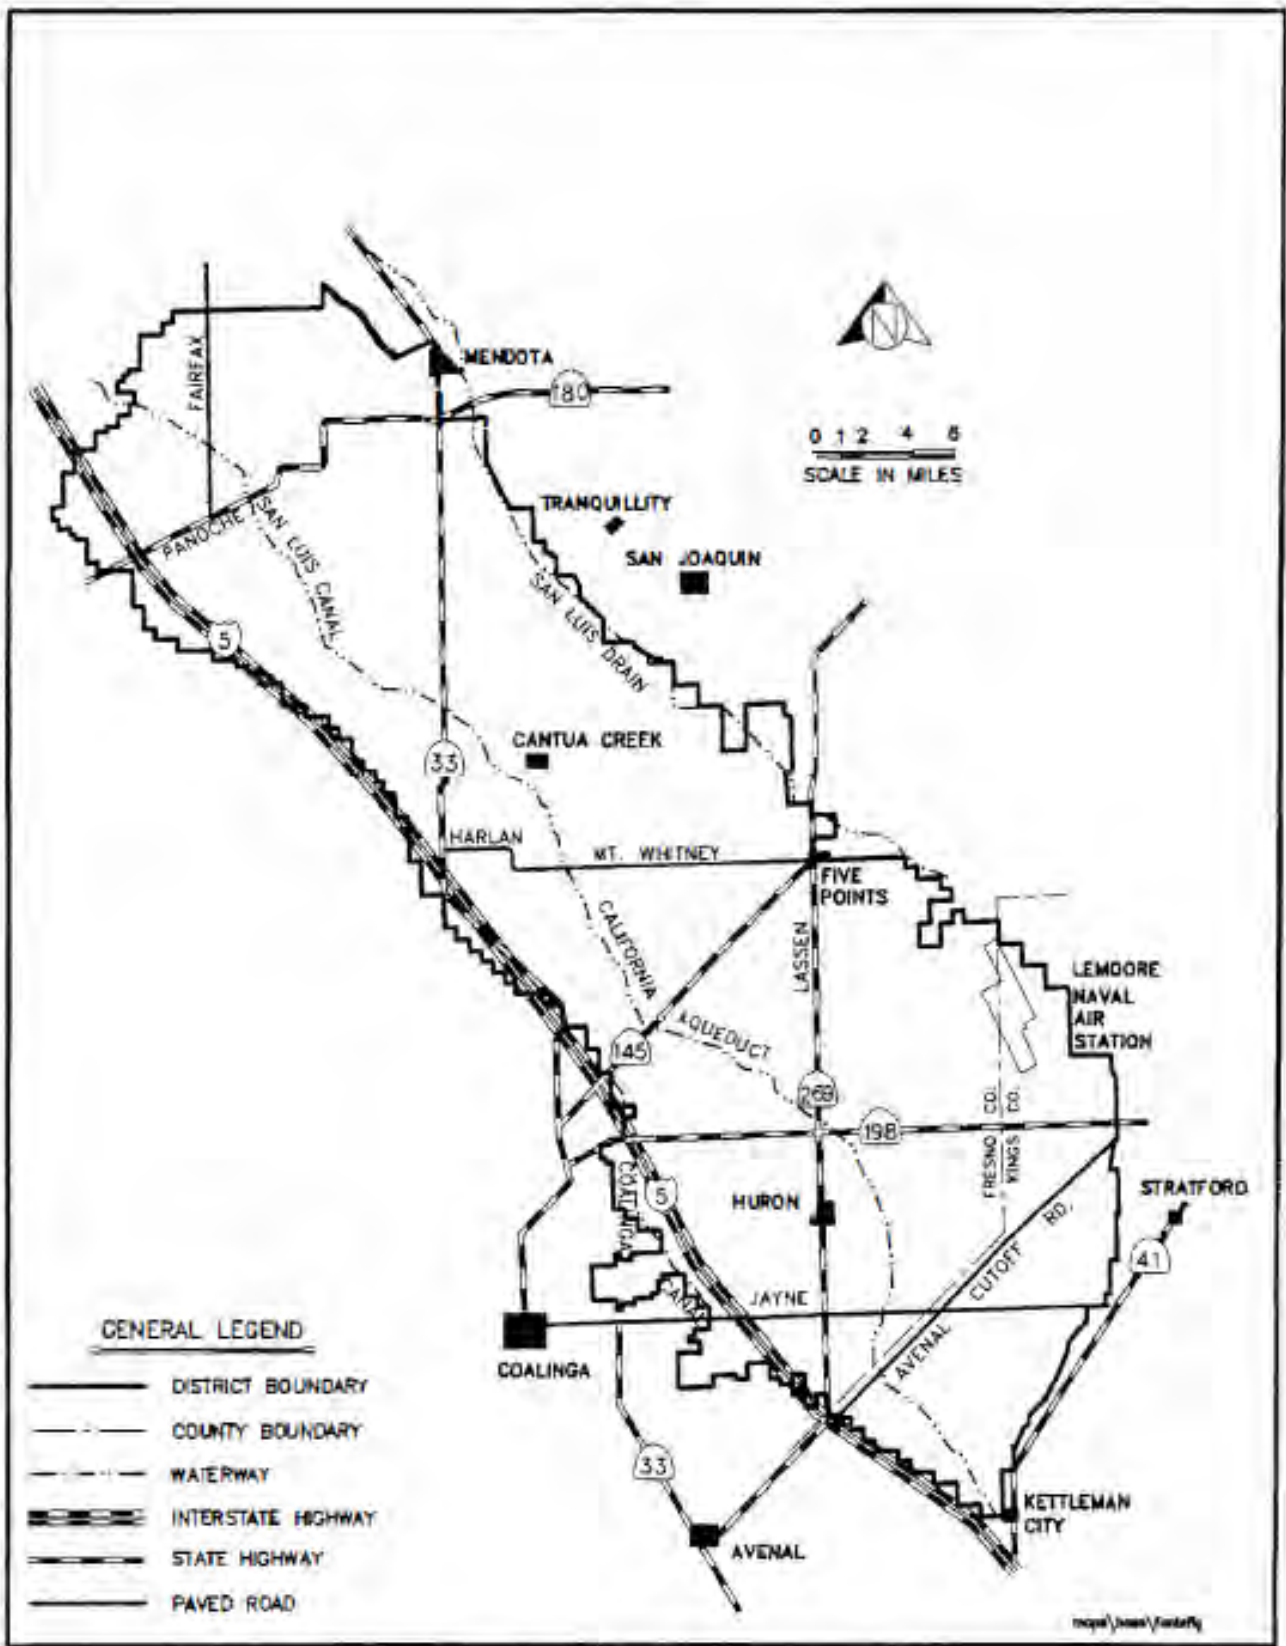 N
MENDOTA
180
FAIRFAX
0 1 2 4 6
SCALE IN MILES
TRANQUILLITY
SAN JOAQUIN
PANOCHE
SAN LUIS CANAL
SAN LUIS DRAIN
5
CANTUA CREEK
33
HARLAN
MT. WHITNEY
FIVE
POINTS
LASSEN
CALIFORNIA
AQUEDUCT
LEMOORE
NAVAL
AIR
STATION
145
269
198
FRESNO CO.
KINGS CO.
COALINGA
CANAL
5
HURON
STRATFORD
41
AVENAL
CUTOFF
RD.
JAYNE
COALINGA
33
AVENAL
KETTLEMAN
CITY
GENERAL LEGEND
DISTRICT BOUNDARY
COUNTY BOUNDARY
WATERWAY
INTERSTATE HIGHWAY
STATE HIGHWAY
PAVED ROAD